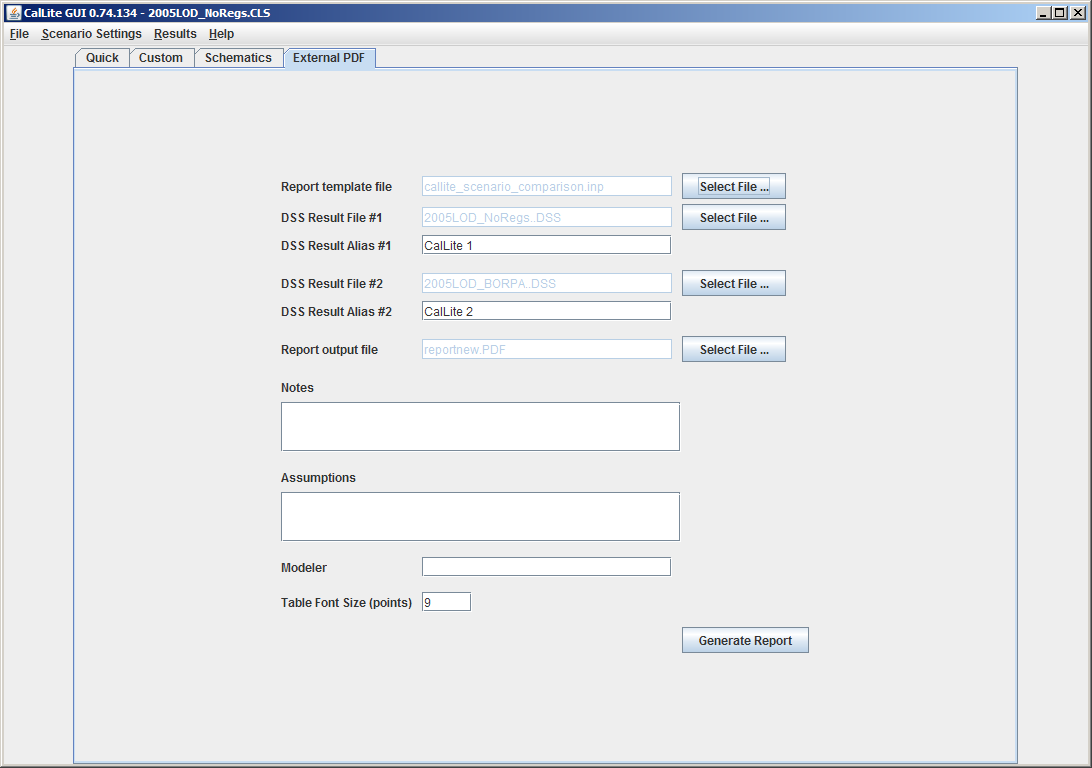 CalLite GUI 0.74.134 - 2005LOD_NoRegs.CLS
File Scenario Settings Results Help
Quick Custom Schematics External PDF
Report template file callite_scenario_comparison.inp Select File ...
DSS Result File #1 2005LOD_NoRegs..DSS Select File ...
DSS Result Alias #1 CalLite 1
DSS Result File #2 2005LOD_BORPA..DSS Select File ...
DSS Result Alias #2 CalLite 2
Report output file reportnew.PDF Select File ...
Notes
Assumptions
Modeler
Table Font Size (points) 9
Generate Report